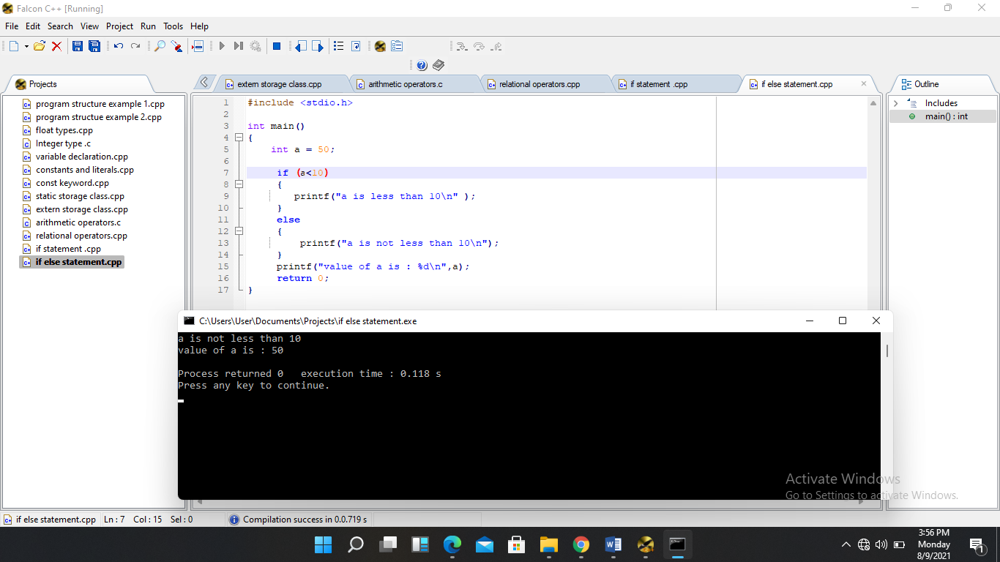 Falcon C++ [Running]
File Edit Search View Project Run Tools Help
Projects
extern storage class.cpp
arithmetic operators.c
relational operators.cpp
if statement .cpp
if else statement.cpp
Outline
program structure example 1.cpp
program structue example 2.cpp
float types.cpp
Integer type .c
variable declaration.cpp
constants and literals.cpp
const keyword.cpp
static storage class.cpp
extern storage class.cpp
arithmetic operators.c
relational operators.cpp
if statement .cpp
if else statement.cpp
1 #include <stdio.h>
2
3 int main()
4 {
5 int a = 50;
6
7 if (a<10)
8 {
9 printf("a is less than 10\n" );
10 }
11 else
12 {
13 printf("a is not less than 10\n");
14 }
15 printf("value of a is : %d\n",a);
16 return 0;
17 }
Includes
main() : int
C:\Users\User\Documents\Projects\if else statement.exe
a is not less than 10
value of a is : 50
Process returned 0 execution time : 0.118 s
Press any key to continue.
Activate Windows
Go to Settings to activate Windows.
if else statement.cpp Ln : 7 Col : 15 Sel : 0 Compilation success in 0.0.719 s
3:56 PM
Monday
8/9/2021
1